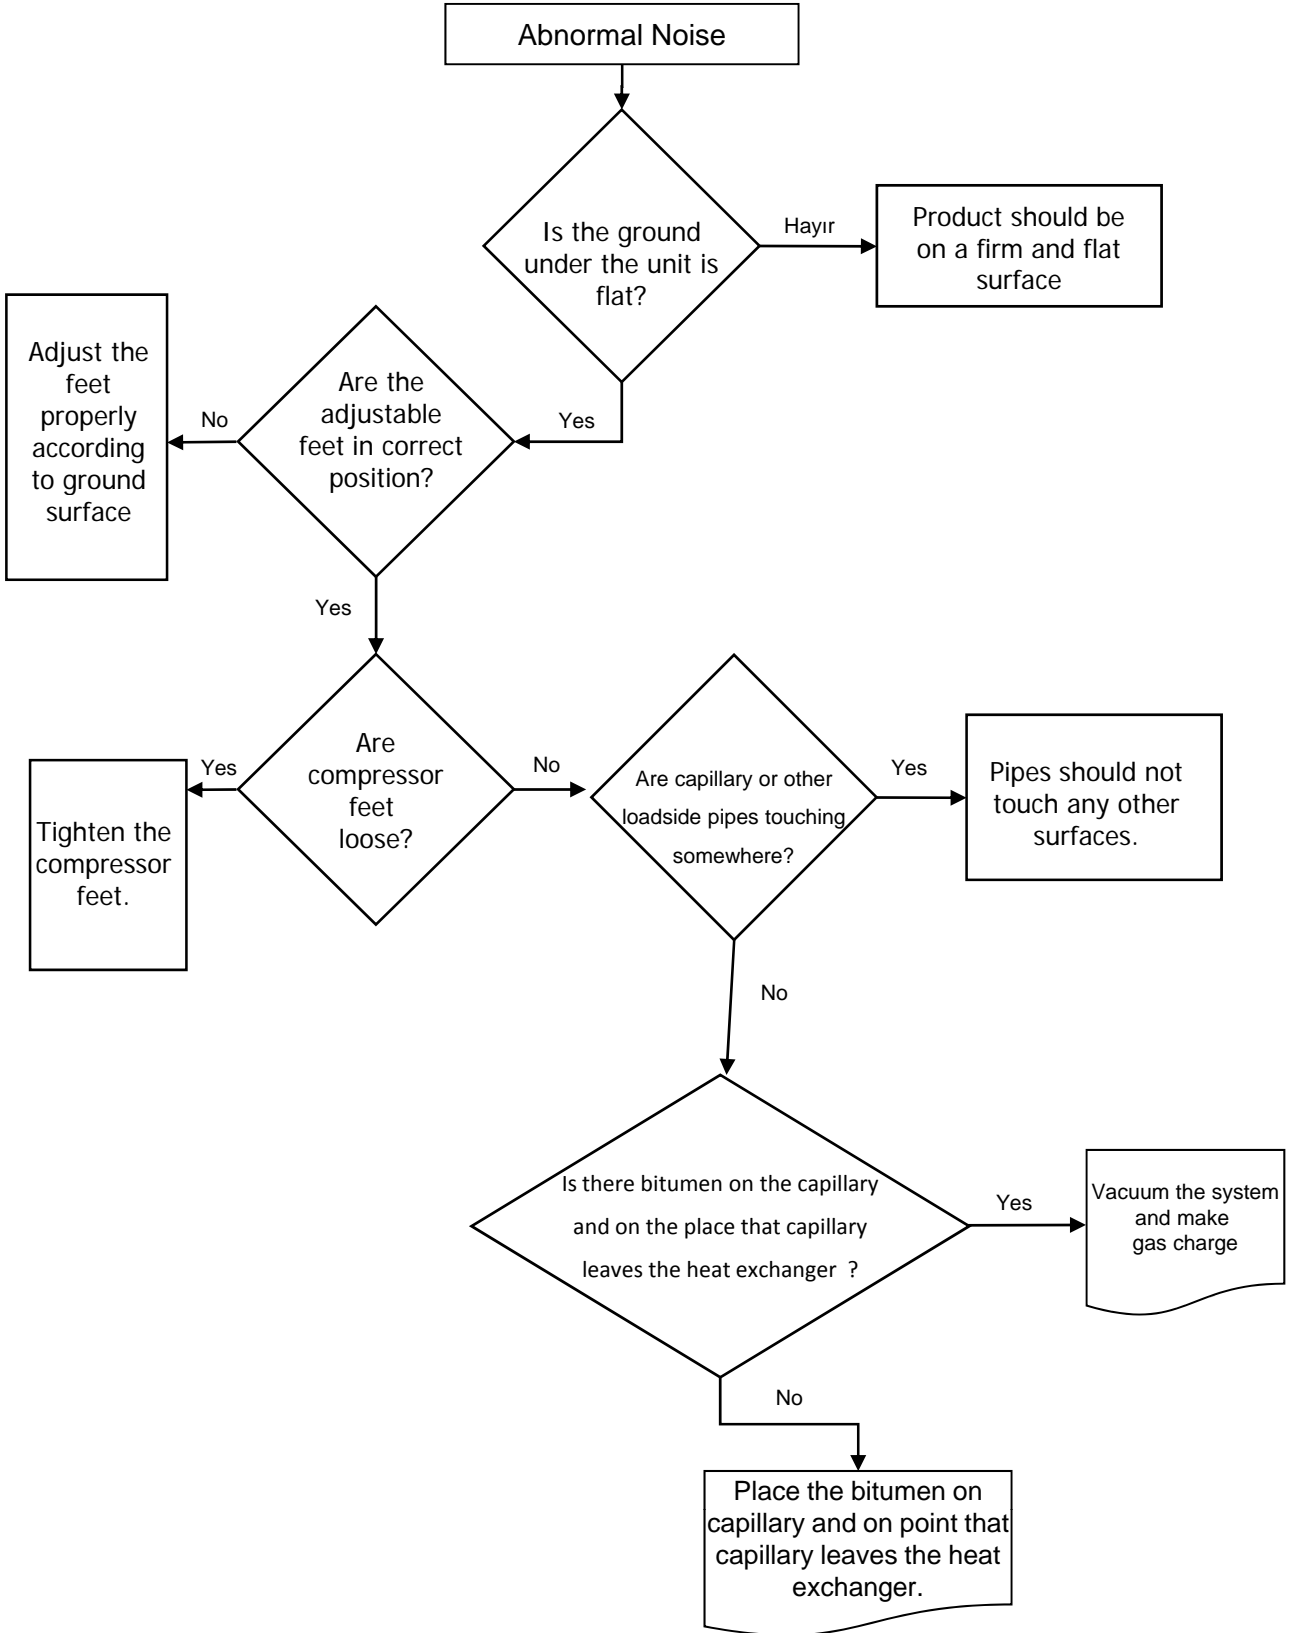 Abnormal Noise
Is the ground
under the unit is
flat?
Hayır
Product should be
on a firm and flat
surface
Yes
Are the
adjustable
feet in correct
position?
No
Adjust the
feet
properly
according
to ground
surface
Yes
Are
compressor
feet
loose?
Yes
Tighten the
compressor
feet.
No
Are capillary or other
loadside pipes touching
somewhere?
Yes
Pipes should not
touch any other
surfaces.
No
Is there bitumen on the capillary
and on the place that capillary
leaves the heat exchanger ?
Yes
Vacuum the system
and make
gas charge
No
Place the bitumen on
capillary and on point that
capillary leaves the heat
exchanger.